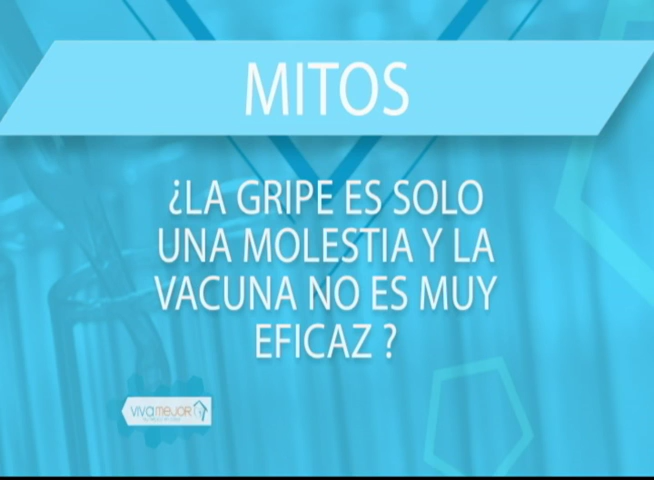 MITOS
¿LA GRIPE ES SOLO
UNA MOLESTIA Y LA
VACUNA NO ES MUY
EFICAZ ?
VIVA MEJOR